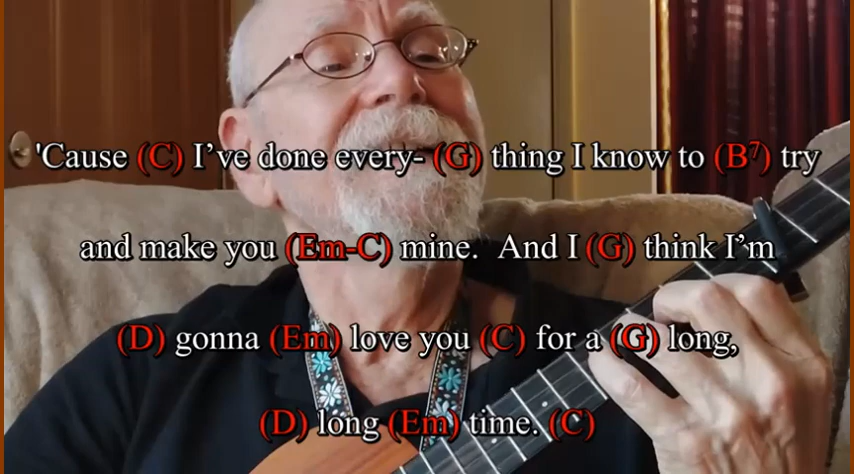 'Cause (C) I've done every- (G) thing I know to (B⁷) try
and make you (Em-C) mine.  And I (G) think I'm
(D) gonna (Em) love you (C) for a (G) long,
(D) long (Em) time. (C)